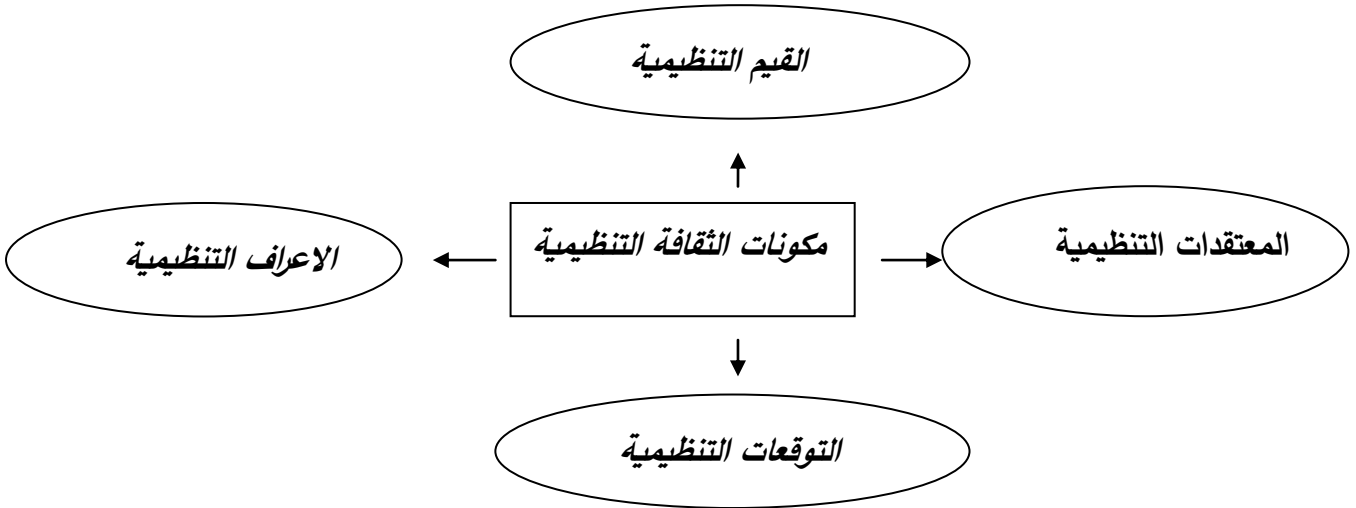 القيم التنظيمية
المعتقدات التنظيمية
مكونات الثقافة التنظيمية
الاعراف التنظيمية
التوقعات التنظيمية